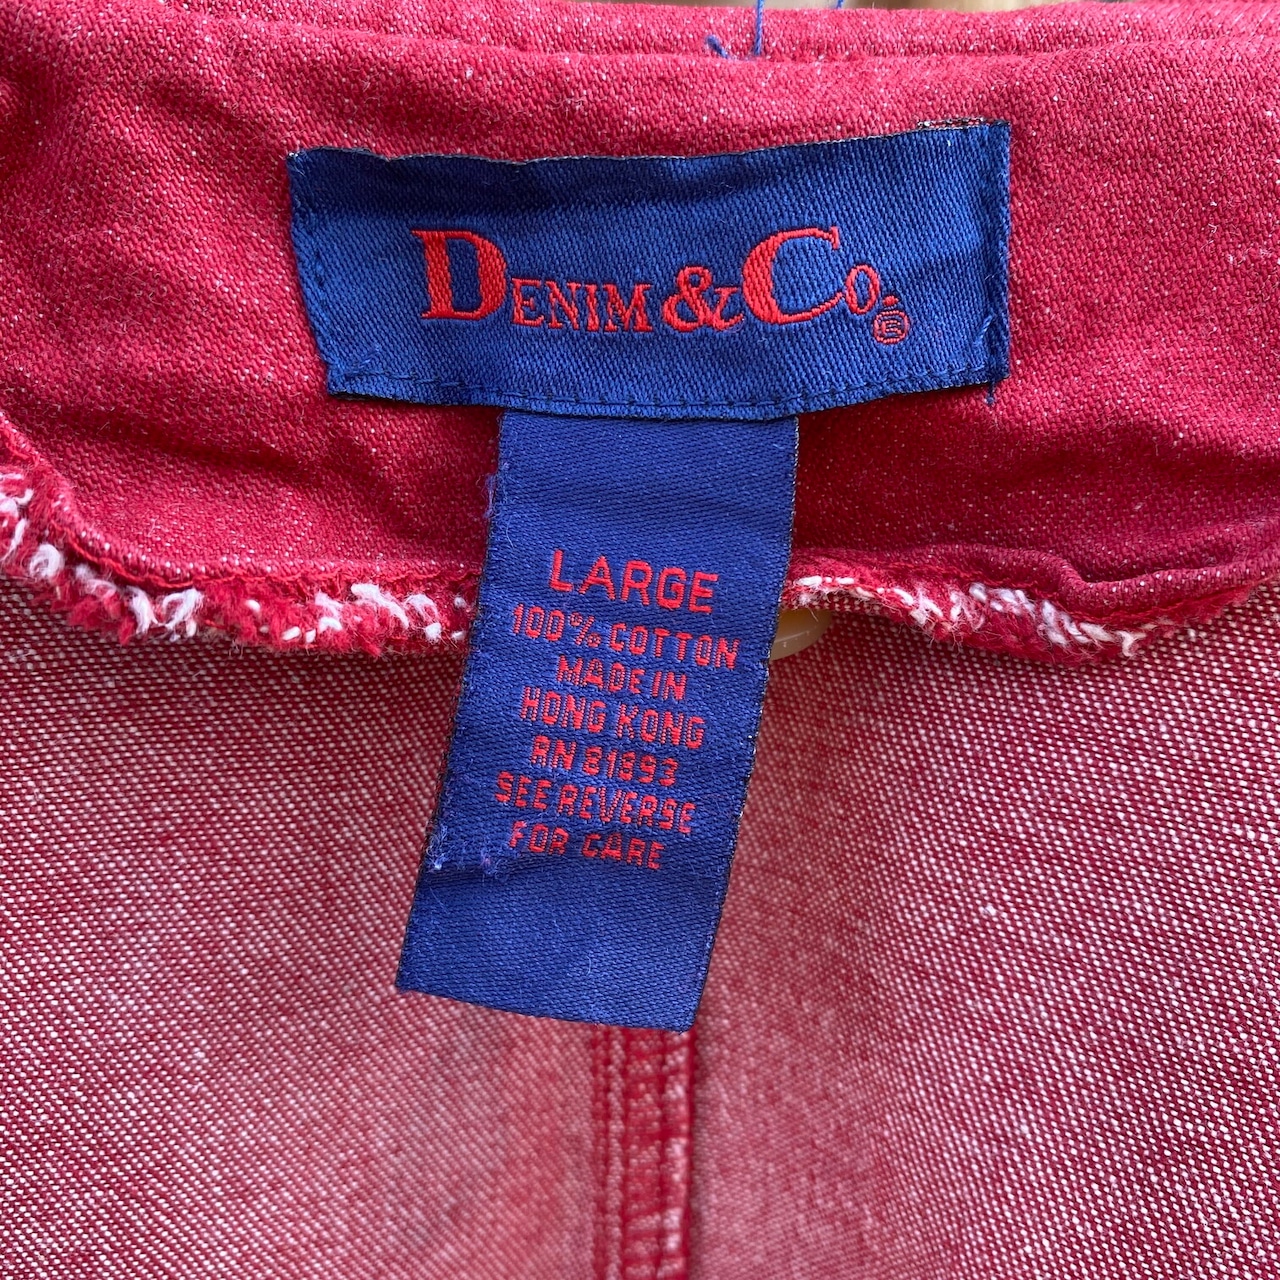 DENIM & CO.®
LARGE
100% COTTON
MADE IN
HONG KONG
RN 81893
SEE REVERSE
FOR CARE